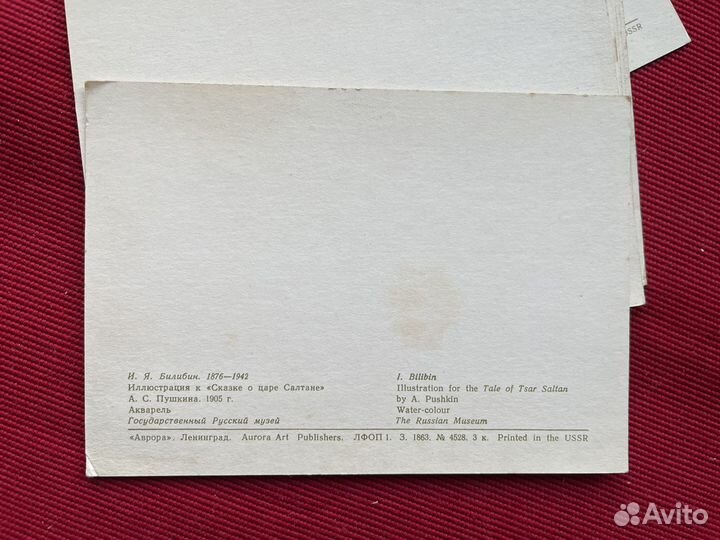 USSR
И. Я. Билибин. 1876—1942
Иллюстрация к «Сказке о царе Салтане»
А. С. Пушкина. 1905 г.
Акварель
Государственный Русский музей
I. Bilibin
Illustration for the Tale of Tsar Saltan
by A. Pushkin
Water-colour
The Russian Museum
«Аврора». Ленинград. Aurora Art Publishers. ЛФОП 1. З. 1863. № 4528. 3 к. Printed in the USSR
Avito